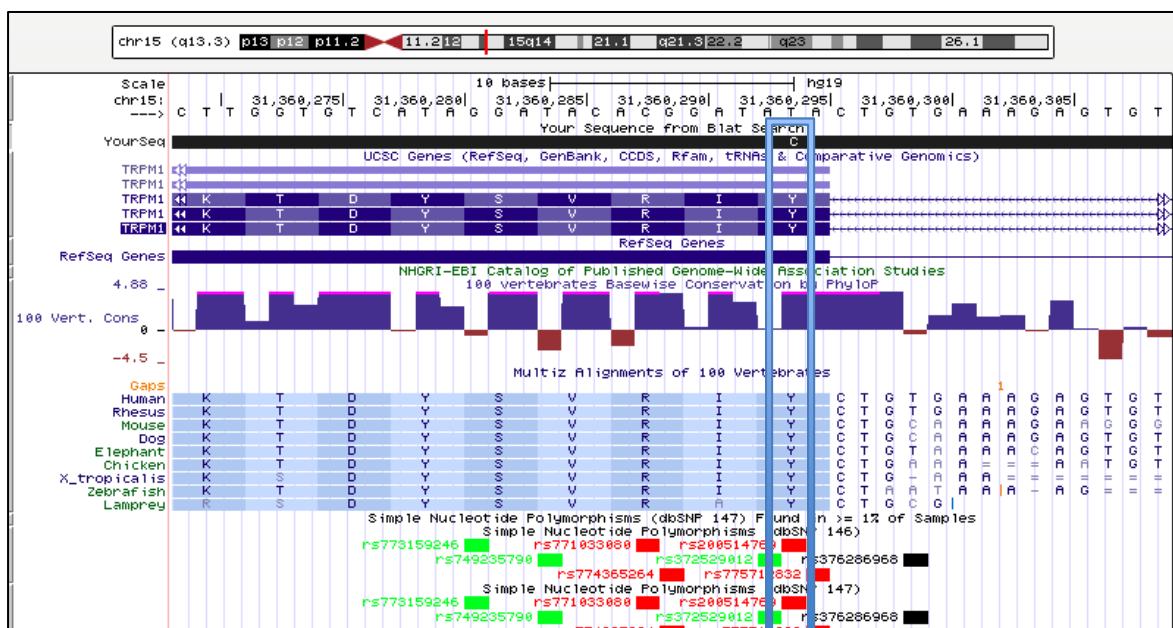 chr15 (q13.3) p13 p12 p11.2 11.2 12 15q14 21.1 q21.3 22.2 q23 26.1
Scale 10 bases hg19
chr15: 31,360,275| 31,360,280| 31,360,285| 31,360,290| 31,360,295| 31,360,300| 31,360,305|
---> C T T G G T G T C A T A G G A T A C A C G G A T A T A C T G T G A A A G A G T G T
Your Sequence from Blat Search
YourSeq C
UCSC Genes (RefSeq, GenBank, CCDS, Rfam, tRNAs & Comparative Genomics)
TRPM1
TRPM1
TRPM1 K T D Y S V R I Y
TRPM1 K T D Y S V R I Y
TRPM1 K T D Y S V R I Y
RefSeq Genes
RefSeq Genes
NHGRI-EBI Catalog of Published Genome-Wide Association Studies
100 vertebrates Basewise Conservation by PhyloP
4.88 _
100 Vert. Cons
0 -
-4.5 _
Multiz Alignments of 100 Vertebrates
Gaps 1
Human K T D Y S V R I Y C T G T G A A A G A G T G T
Rhesus K T D Y S V R I Y C T G T G A A A G A G T G T
Mouse K T D Y S V R I Y C T G C A A A A G A A G G G
Dog K T D Y S V R I Y C T G C G A A A G A G T G T
Elephant K T D Y S V R I Y C T G T A A A A C A G T G T
Chicken K T D Y S V R I Y C T G A A = = = A A T G T
X_tropicalis K S D Y S V R I Y C T G - A A A = = = = = = =
Zebrafish K T D Y S V R I Y C T A A T A A A - A G = = =
Lamprey R S D Y S V R A Y C T G C G
Simple Nucleotide Polymorphisms (dbSNP 147) Found in >= 1% of Samples
Simple Nucleotide Polymorphisms (dbSNP 146)
rs773159246 rs771033080 rs200514769
rs749235790 rs372529012 rs376286968
rs774365264 rs775712832
Simple Nucleotide Polymorphisms (dbSNP 147)
rs773159246 rs771033080 rs200514769
rs749235790 rs372529012 rs376286968